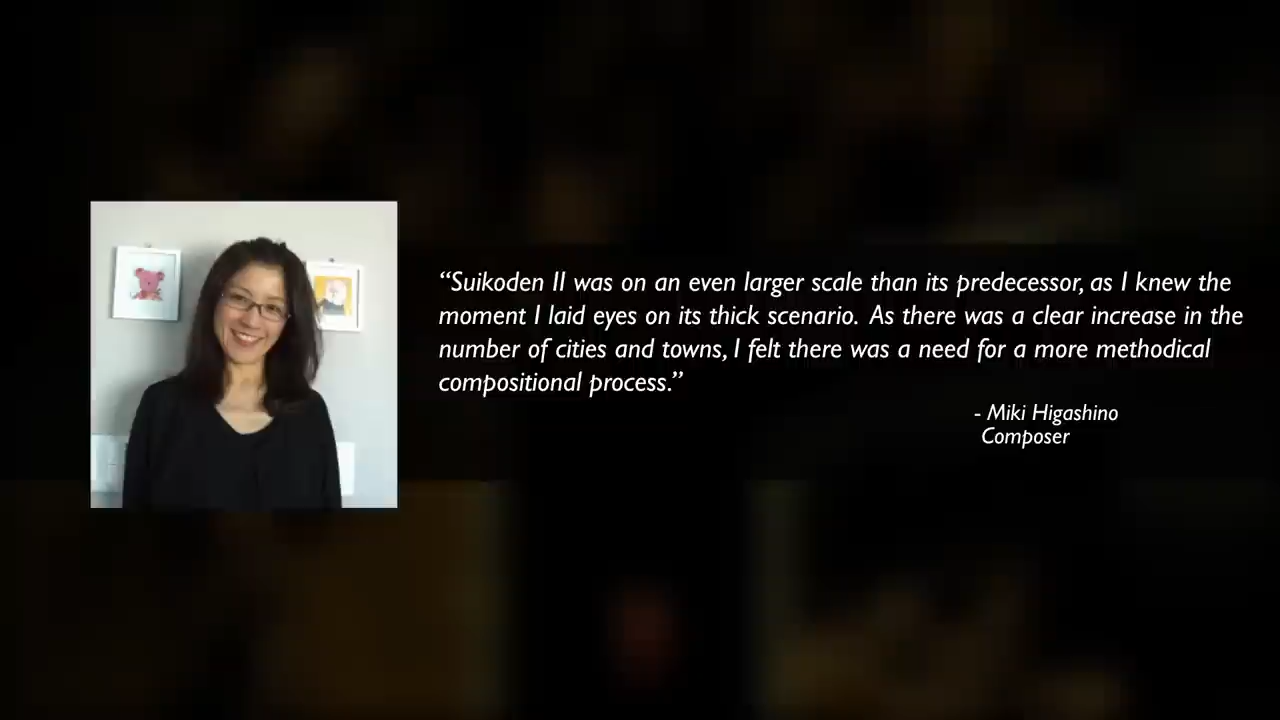 “Suikoden II was on an even larger scale than its predecessor, as I knew the
moment I laid eyes on its thick scenario.  As there was a clear increase in the
number of cities and towns, I felt there was a need for a more methodical
compositional process.”
- Miki Higashino
Composer